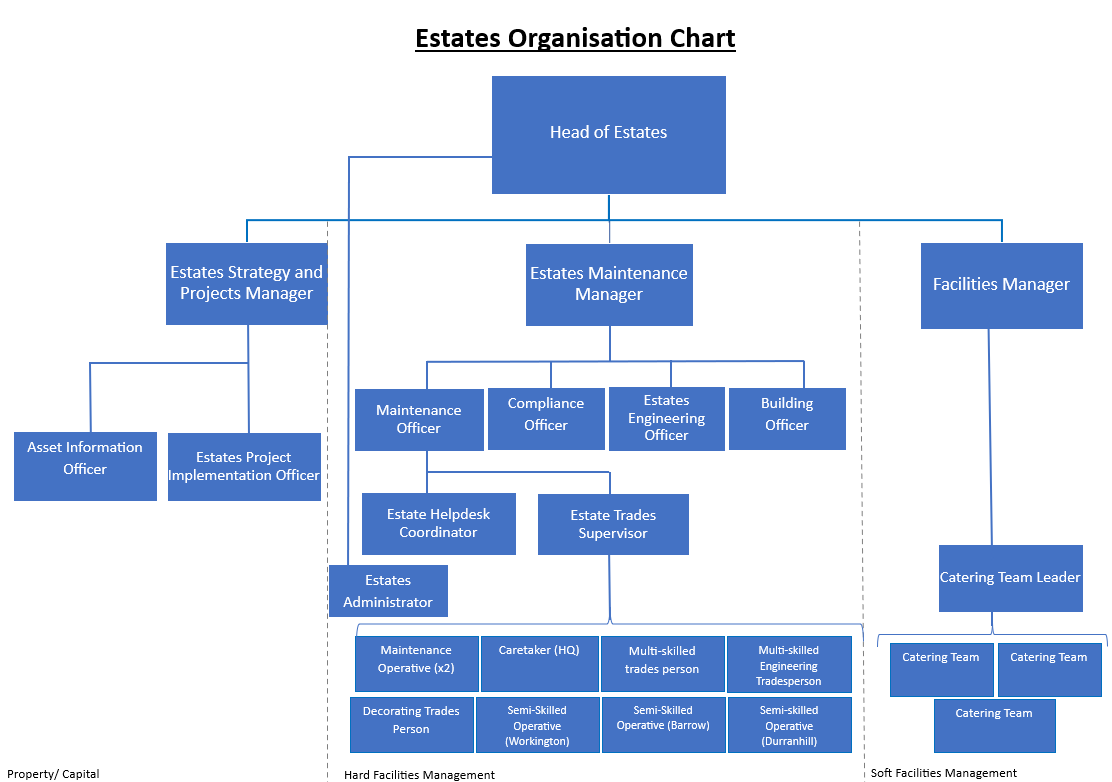 Estates Organisation Chart
Head of Estates
Estates Strategy and
Projects Manager
Estates Maintenance
Manager
Facilities Manager
Maintenance
Officer
Compliance
Officer
Estates
Engineering
Officer
Building
Officer
Asset Information
Officer
Estates Project
Implementation Officer
Estate Helpdesk
Coordinator
Estate Trades
Supervisor
Estates
Administrator
Catering Team Leader
Maintenance
Operative (x2)
Caretaker (HQ)
Multi-skilled
trades person
Multi-skilled
Engineering
Tradesperson
Catering Team
Catering Team
Decorating Trades
Person
Semi-Skilled
Operative
(Workington)
Semi-Skilled
Operative (Barrow)
Semi-skilled
Operative
(Durranhill)
Catering Team
Property/ Capital
Hard Facilities Management
Soft Facilities Management